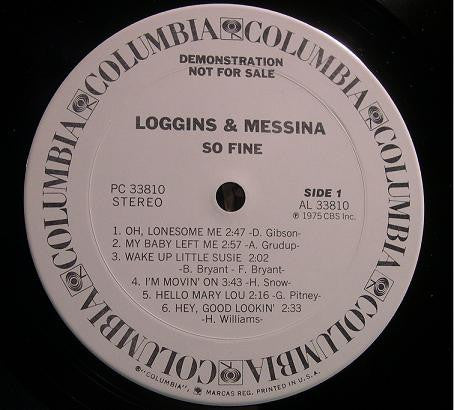 COLUMBIA COLUMBIA COLUMBIA COLUMBIA COLUMBIA COLUMBIA
DEMONSTRATION
NOT FOR SALE
LOGGINS & MESSINA
SO FINE
PC 33810
STEREO
SIDE 1
AL 33810
℗ 1975 CBS Inc.
1. OH, LONESOME ME 2:47 -D. Gibson-
2. MY BABY LEFT ME 2:57 -A. Grudup-
3. WAKE UP LITTLE SUSIE 2:02
-B. Bryant - F. Bryant-
4. I'M MOVIN' ON 3:43 -H. Snow-
5. HELLO MARY LOU 2:16 -G. Pitney-
6. HEY, GOOD LOOKIN' 2:33
-H. Williams-
® "COLUMBIA", MARCAS REG. PRINTED IN U.S.A.